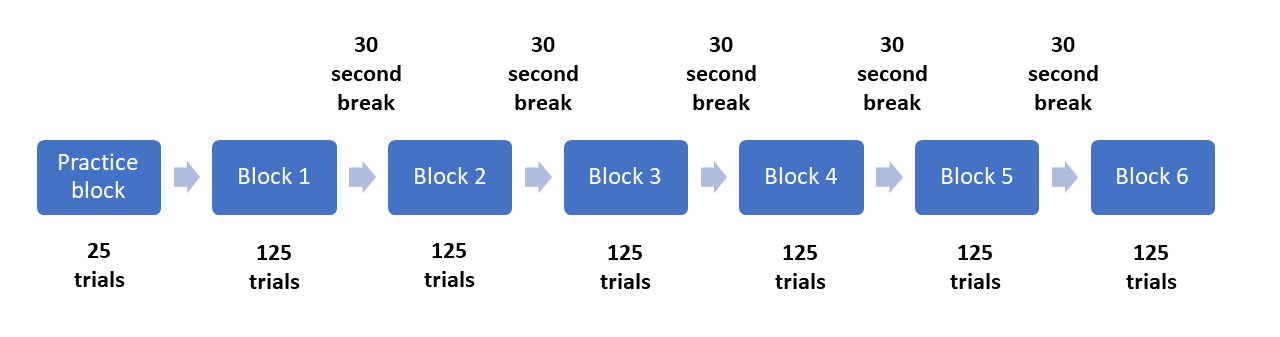 30
second
break
30
second
break
30
second
break
30
second
break
30
second
break
Practice
block
Block 1
Block 2
Block 3
Block 4
Block 5
Block 6
25
trials
125
trials
125
trials
125
trials
125
trials
125
trials
125
trials